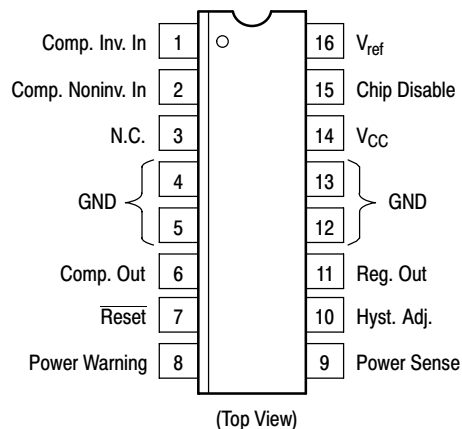 Comp. Inv. In 1 16 Vref
Comp. Noninv. In 2 15 Chip Disable
N.C. 3 14 VCC
GND 4 13 GND
5 12
Comp. Out 6 11 Reg. Out
Reset 7 10 Hyst. Adj.
Power Warning 8 9 Power Sense
(Top View)